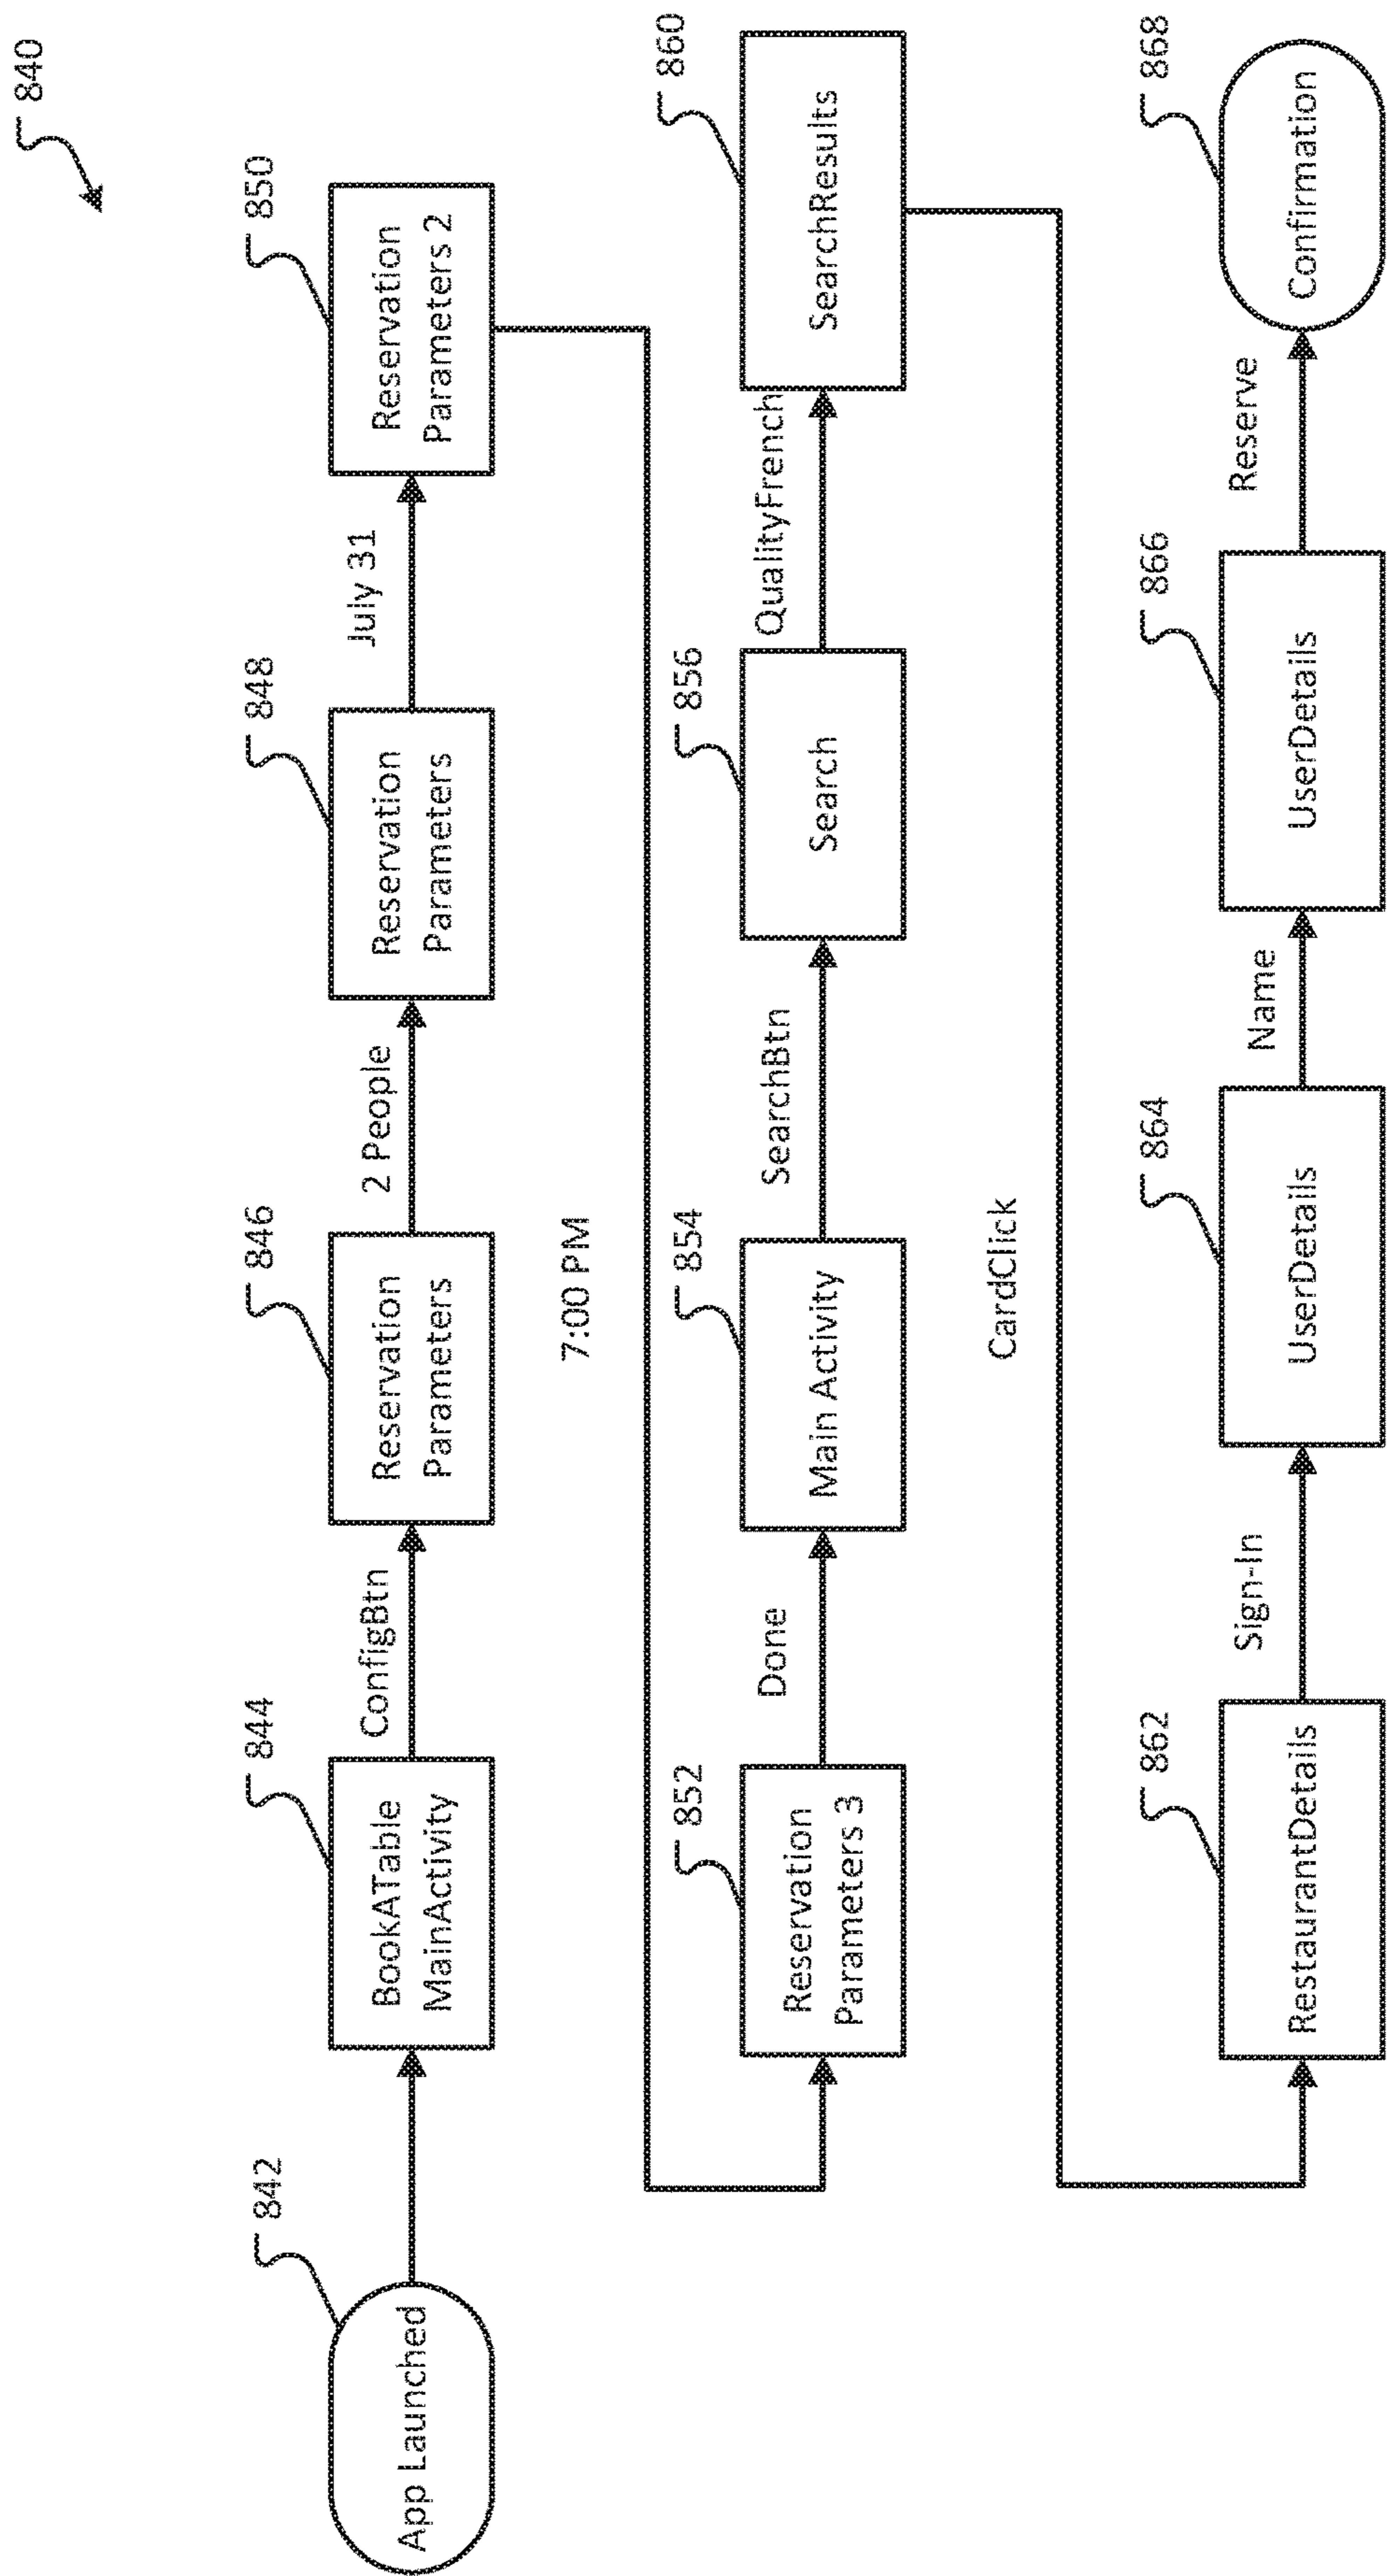 840
842
App Launched
844
BookATable
MainActivity
ConfigBtn
846
Reservation
Parameters
2 People
848
Reservation
Parameters
July 31
850
Reservation
Parameters 2
7:00 PM
852
Reservation
Parameters 3
Done
854
Main Activity
SearchBtn
856
Search
QualityFrench
860
SearchResults
CardClick
862
RestaurantDetails
Sign-In
864
UserDetails
Name
866
UserDetails
Reserve
868
Confirmation